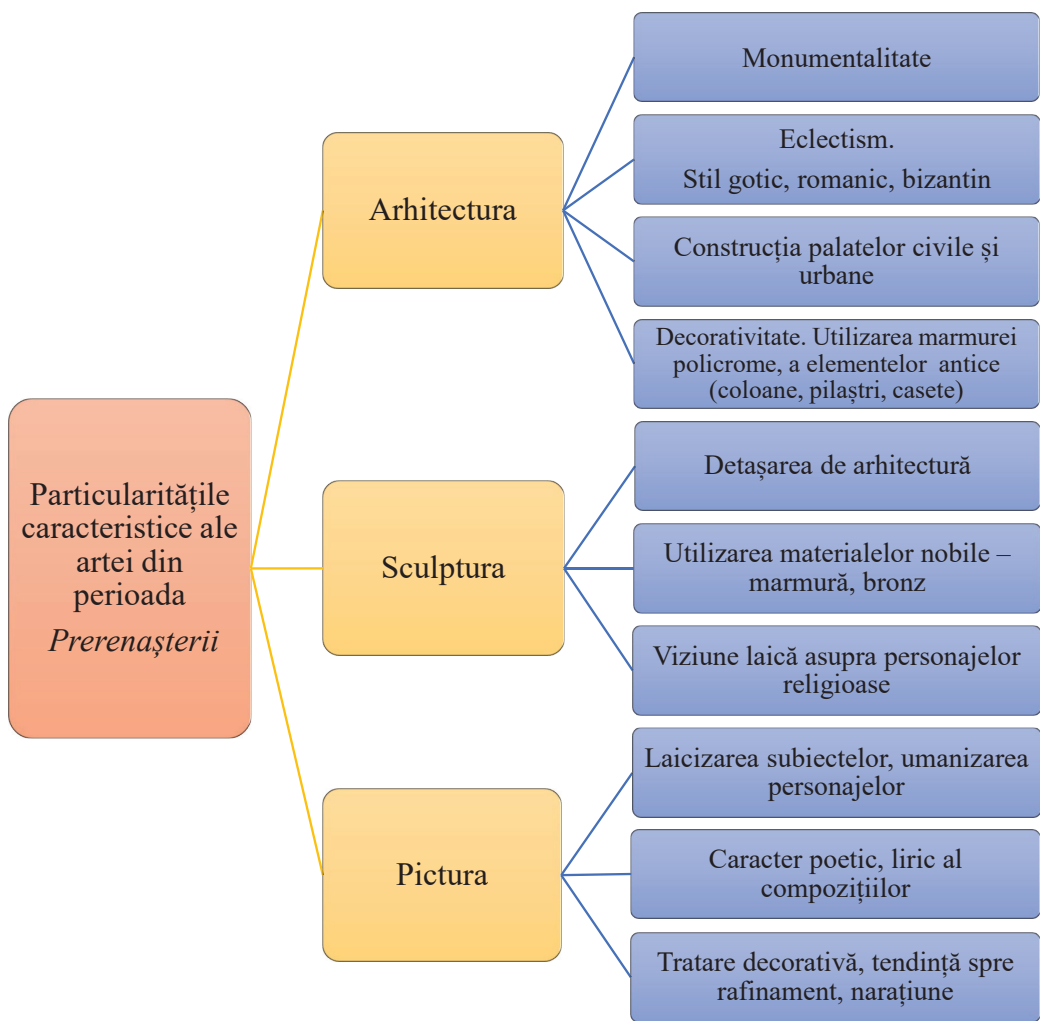 Particularitățile
caracteristice ale
artei din
perioada
Prerenașterii
Arhitectura
Monumentalitate
Eclectism.
Stil gotic, romanic, bizantin
Construcția palatelor civile și
urbane
Decorativitate. Utilizarea marmurei
policrome, a elementelor antice
(coloane, pilaștri, casete)
Sculptura
Detașarea de arhitectură
Utilizarea materialelor nobile –
marmură, bronz
Viziune laică asupra personajelor
religioase
Pictura
Laicizarea subiectelor, umanizarea
personajelor
Caracter poetic, liric al
compozițiilor
Tratare decorativă, tendință spre
rafinament, narațiune